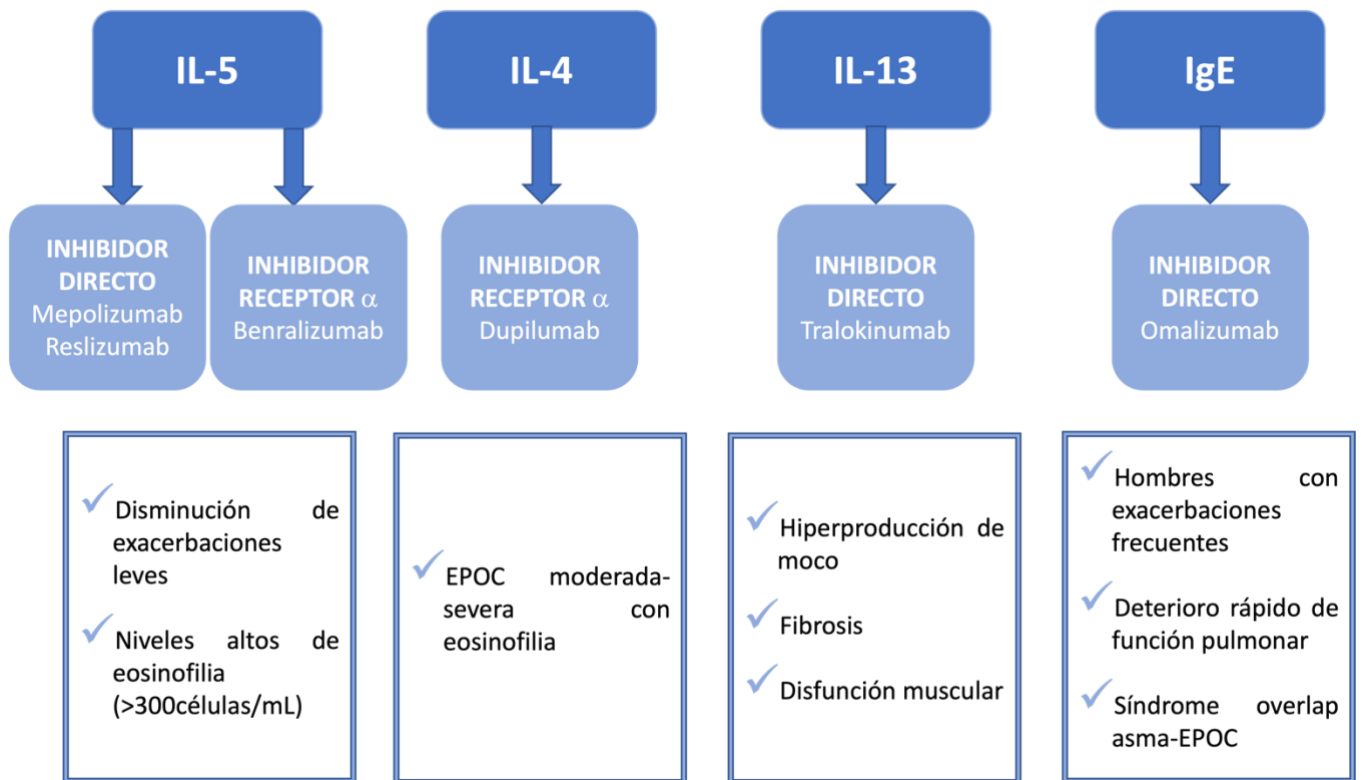 IL-5
IL-4
IL-13
IgE
INHIBIDOR
DIRECTO
Mepolizumab
Reslizumab
INHIBIDOR
RECEPTOR α
Benralizumab
INHIBIDOR
RECEPTOR α
Dupilumab
INHIBIDOR
DIRECTO
Tralokinumab
INHIBIDOR
DIRECTO
Omalizumab
Disminución de
exacerbaciones
leves
Niveles altos de
eosinofilia
(>300células/mL)
EPOC moderada-
severa con
eosinofilia
Hiperproducción de
moco
Fibrosis
Disfunción muscular
Hombres con
exacerbaciones
frecuentes
Deterioro rápido de
función pulmonar
Síndrome overlap
asma-EPOC